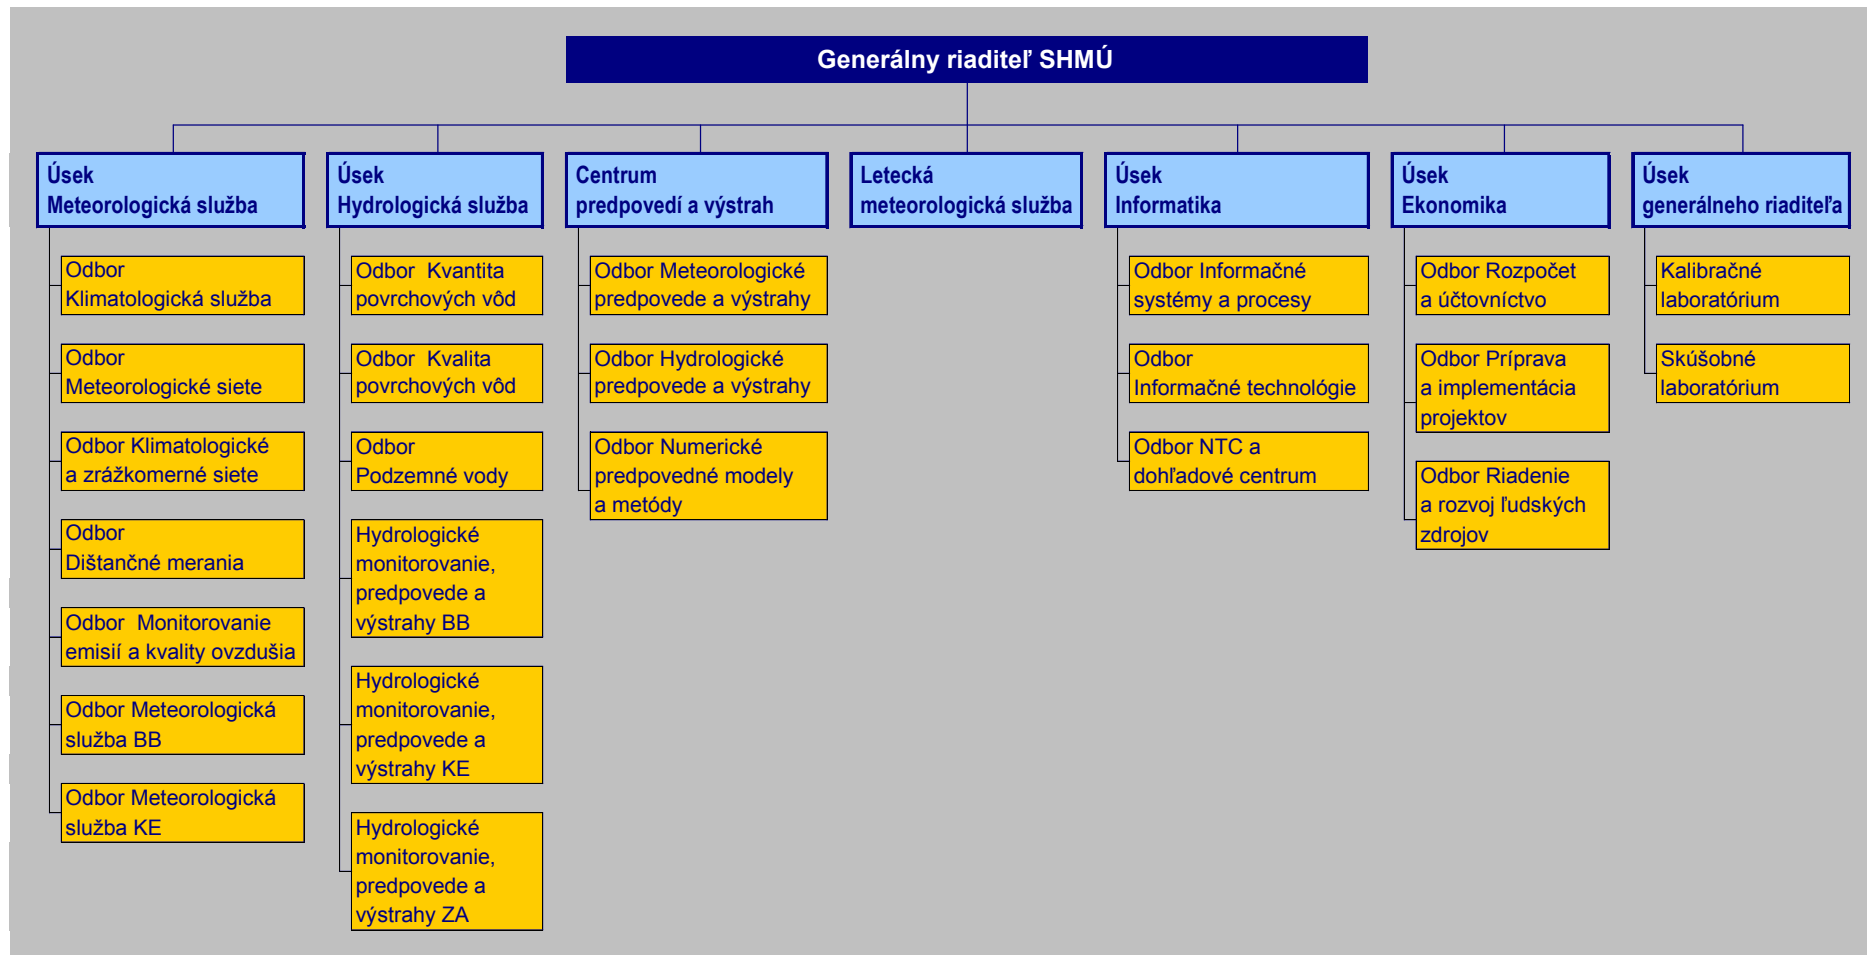 Generálny riaditeľ SHMÚ
Úsek
Meteorologická služba
Odbor
Klimatologická služba
Odbor
Meteorologické siete
Odbor Klimatologické
a zrážkomerné siete
Odbor
Dištančné merania
Odbor  Monitorovanie
emisií a kvality ovzdušia
Odbor Meteorologická
služba BB
Odbor Meteorologická
služba KE
Úsek
Hydrologická služba
Odbor  Kvantita
povrchových vôd
Odbor  Kvalita
povrchových vôd
Odbor
Podzemné vody
Hydrologické
monitorovanie,
predpovede a
výstrahy BB
Hydrologické
monitorovanie,
predpovede a
výstrahy KE
Hydrologické
monitorovanie,
predpovede a
výstrahy ZA
Centrum
predpovedí a výstrah
Odbor Meteorologické
predpovede a výstrahy
Odbor Hydrologické
predpovede a výstrahy
Odbor Numerické
predpovedné modely
a metódy
Letecká
meteorologická služba
Úsek
Informatika
Odbor Informačné
systémy a procesy
Odbor
Informačné technológie
Odbor NTC a
dohľadové centrum
Úsek
Ekonomika
Odbor Rozpočet
a účtovníctvo
Odbor Príprava
a implementácia
projektov
Odbor Riadenie
a rozvoj ľudských
zdrojov
Úsek
generálneho riaditeľa
Kalibračné
laboratórium
Skúšobné
laboratórium